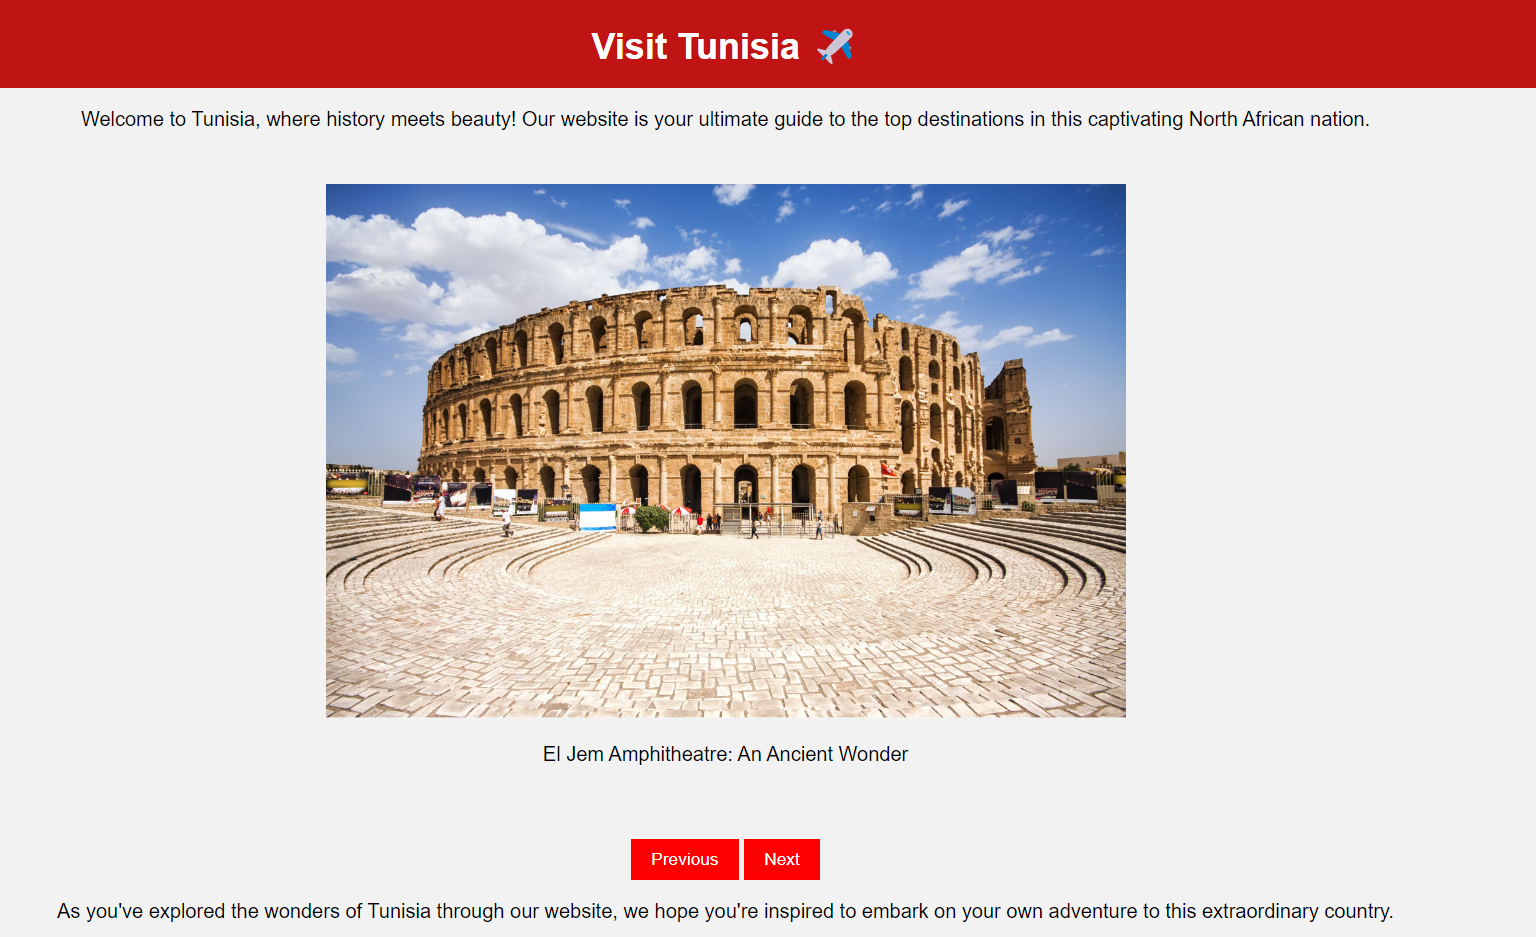 Visit Tunisia ✈️
Welcome to Tunisia, where history meets beauty! Our website is your ultimate guide to the top destinations in this captivating North African nation.
El Jem Amphitheatre: An Ancient Wonder
Previous Next
As you've explored the wonders of Tunisia through our website, we hope you're inspired to embark on your own adventure to this extraordinary country.